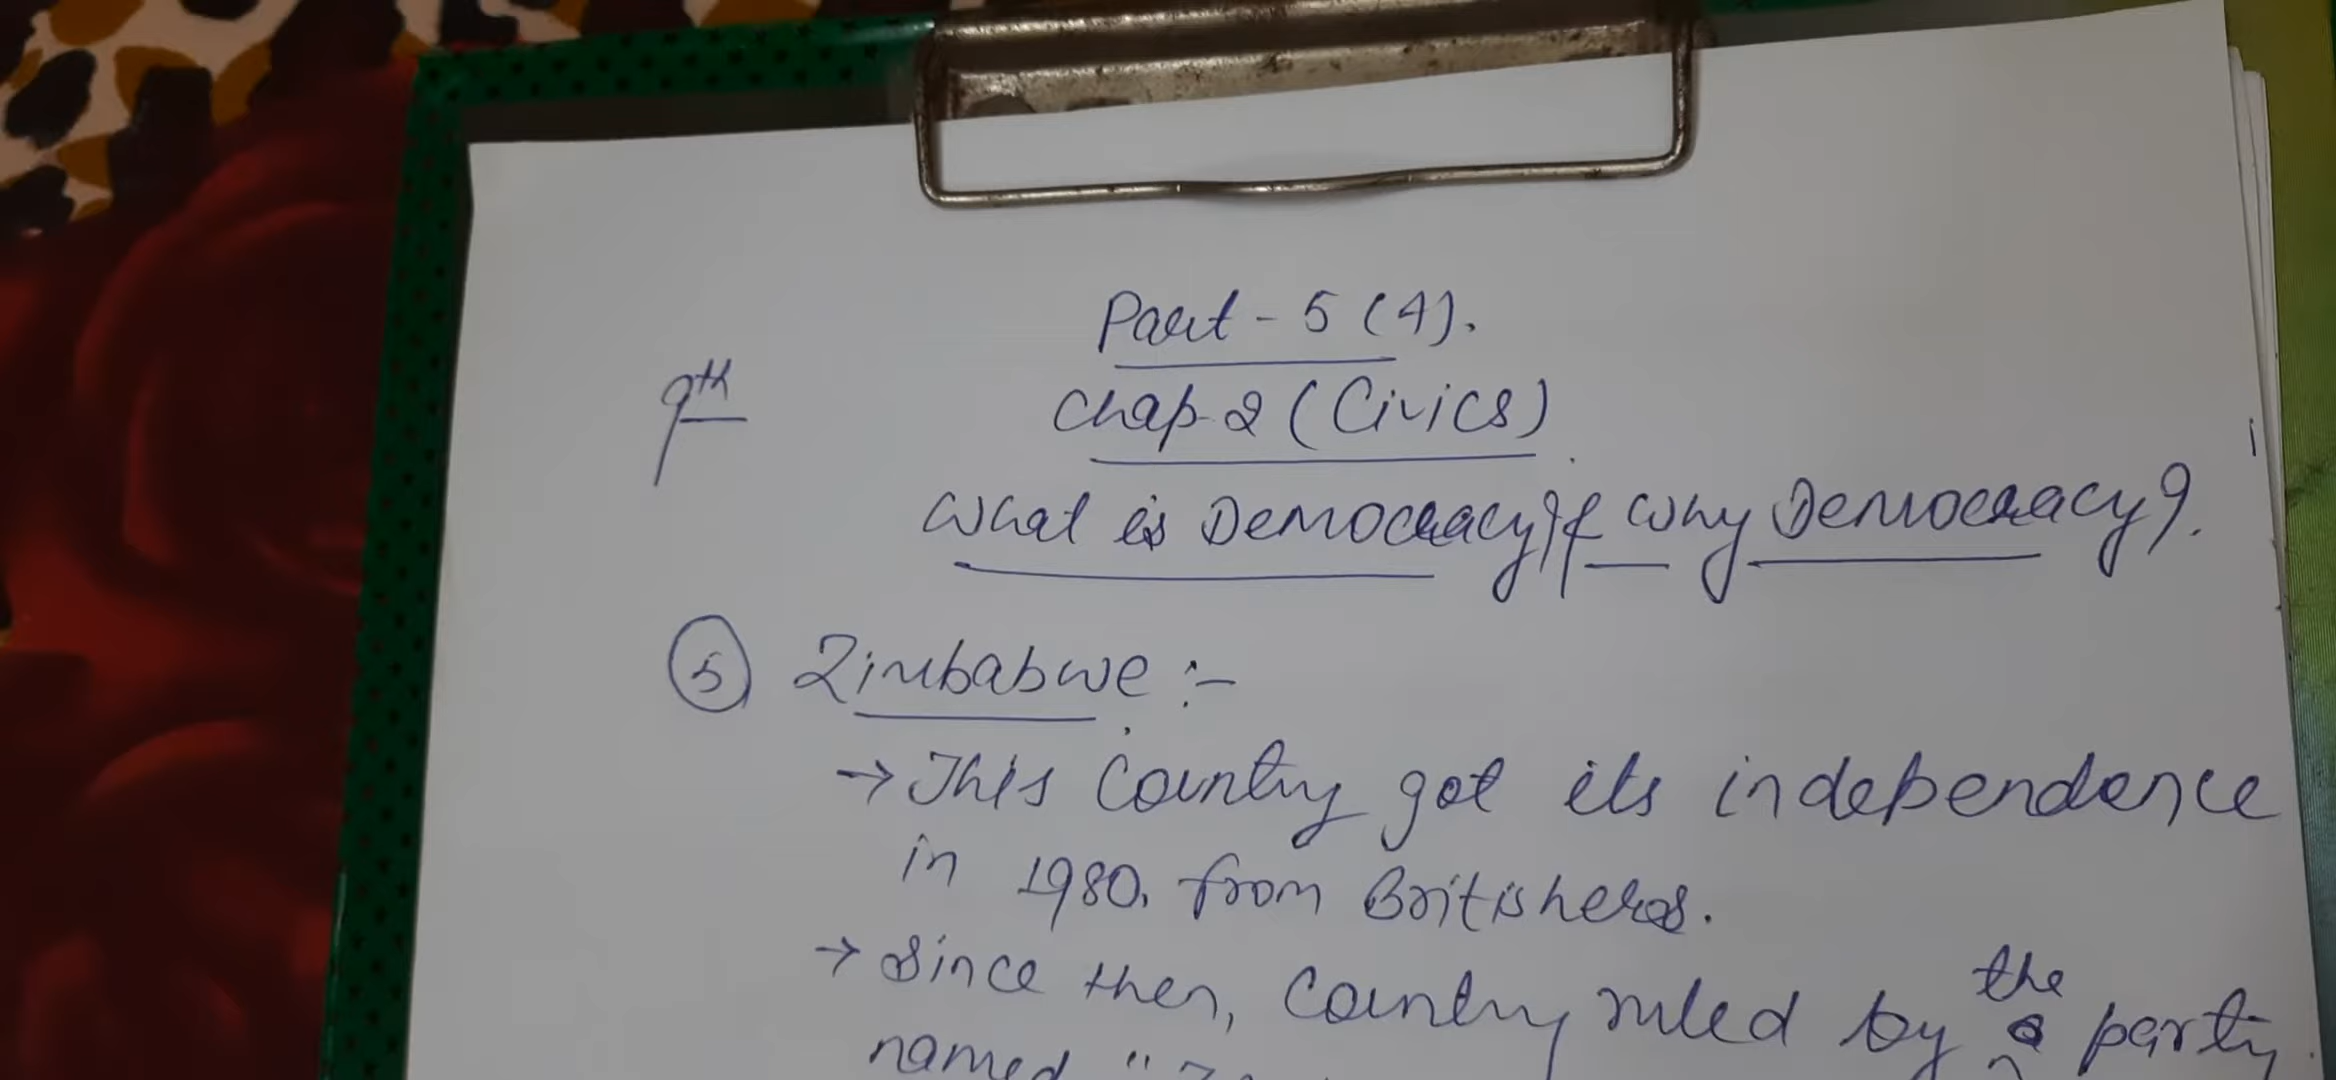 Part - 5 (4).
9th
Chap-2 (Civics)
What is Democracy? & Why Democracy?
5 Zimbabwe :-
→ This Country got its independence
in 1980. from Britishers.
→ Since then, Country ruled by the party
named "